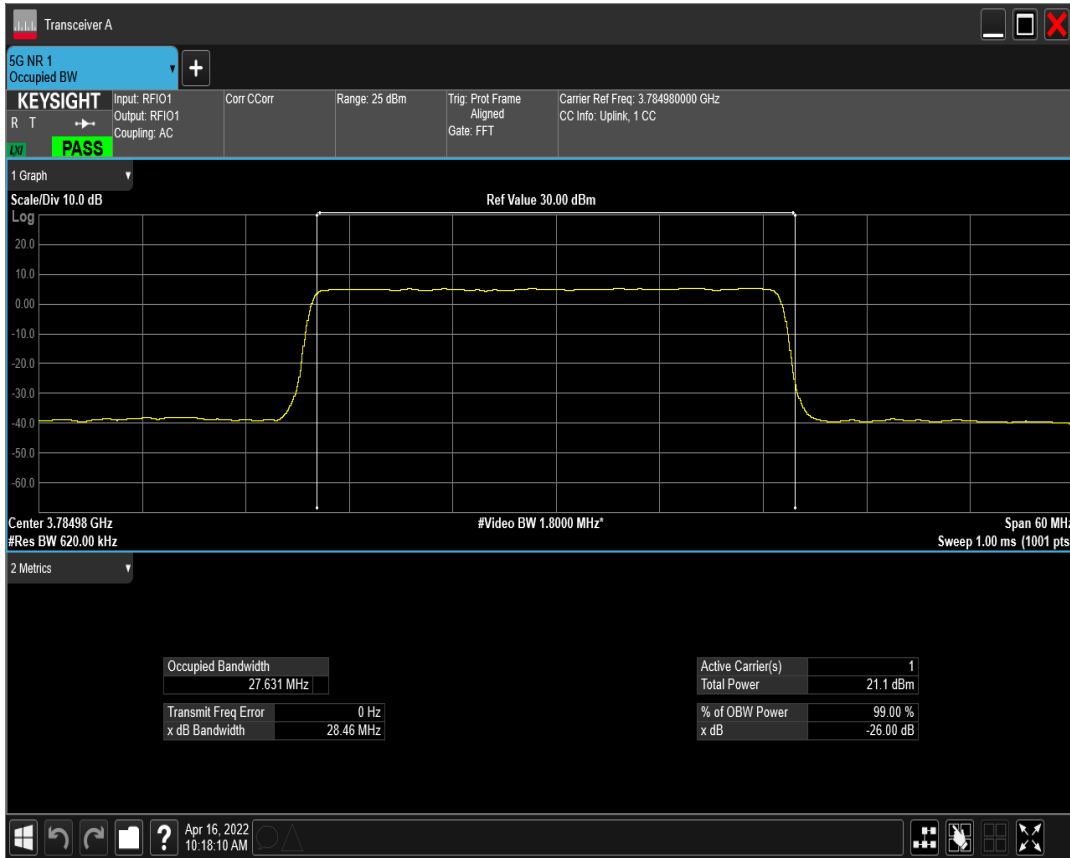 Transceiver A
5G NR 1
Occupied BW
KEYSIGHT
R T
LXI
PASS
Input: RFIO1
Output: RFIO1
Coupling: AC
Corr CCorr
Range: 25 dBm
Trig: Prot Frame
Aligned
Gate: FFT
Carrier Ref Freq: 3.784980000 GHz
CC Info: Uplink, 1 CC
1 Graph
Scale/Div 10.0 dB
Ref Value 30.00 dBm
Log
20.0
10.0
0.00
-10.0
-20.0
-30.0
-40.0
-50.0
-60.0
Center 3.78498 GHz
#Video BW 1.8000 MHz*
Span 60 MHz
#Res BW 620.00 kHz
Sweep 1.00 ms (1001 pts
2 Metrics
Occupied Bandwidth
27.631 MHz
Transmit Freq Error 0 Hz
x dB Bandwidth 28.46 MHz
Active Carrier(s) 1
Total Power 21.1 dBm
% of OBW Power 99.00 %
x dB -26.00 dB
?
Apr 16, 2022
10:18:10 AM